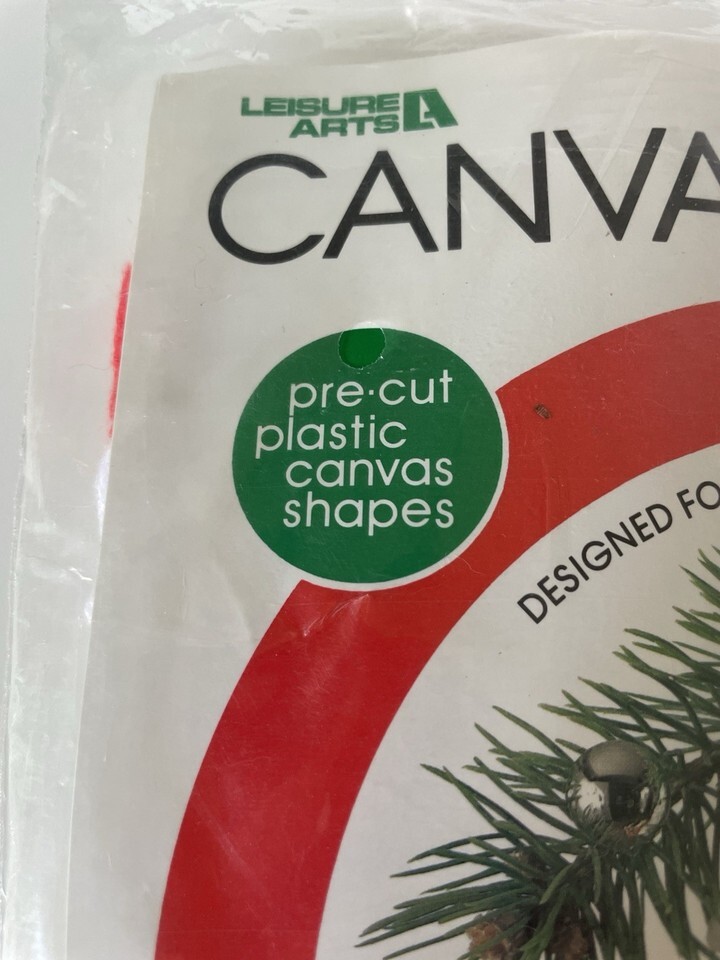 LEISURE
ARTS
CANVA
pre·cut
plastic
canvas
shapes
DESIGNED FO